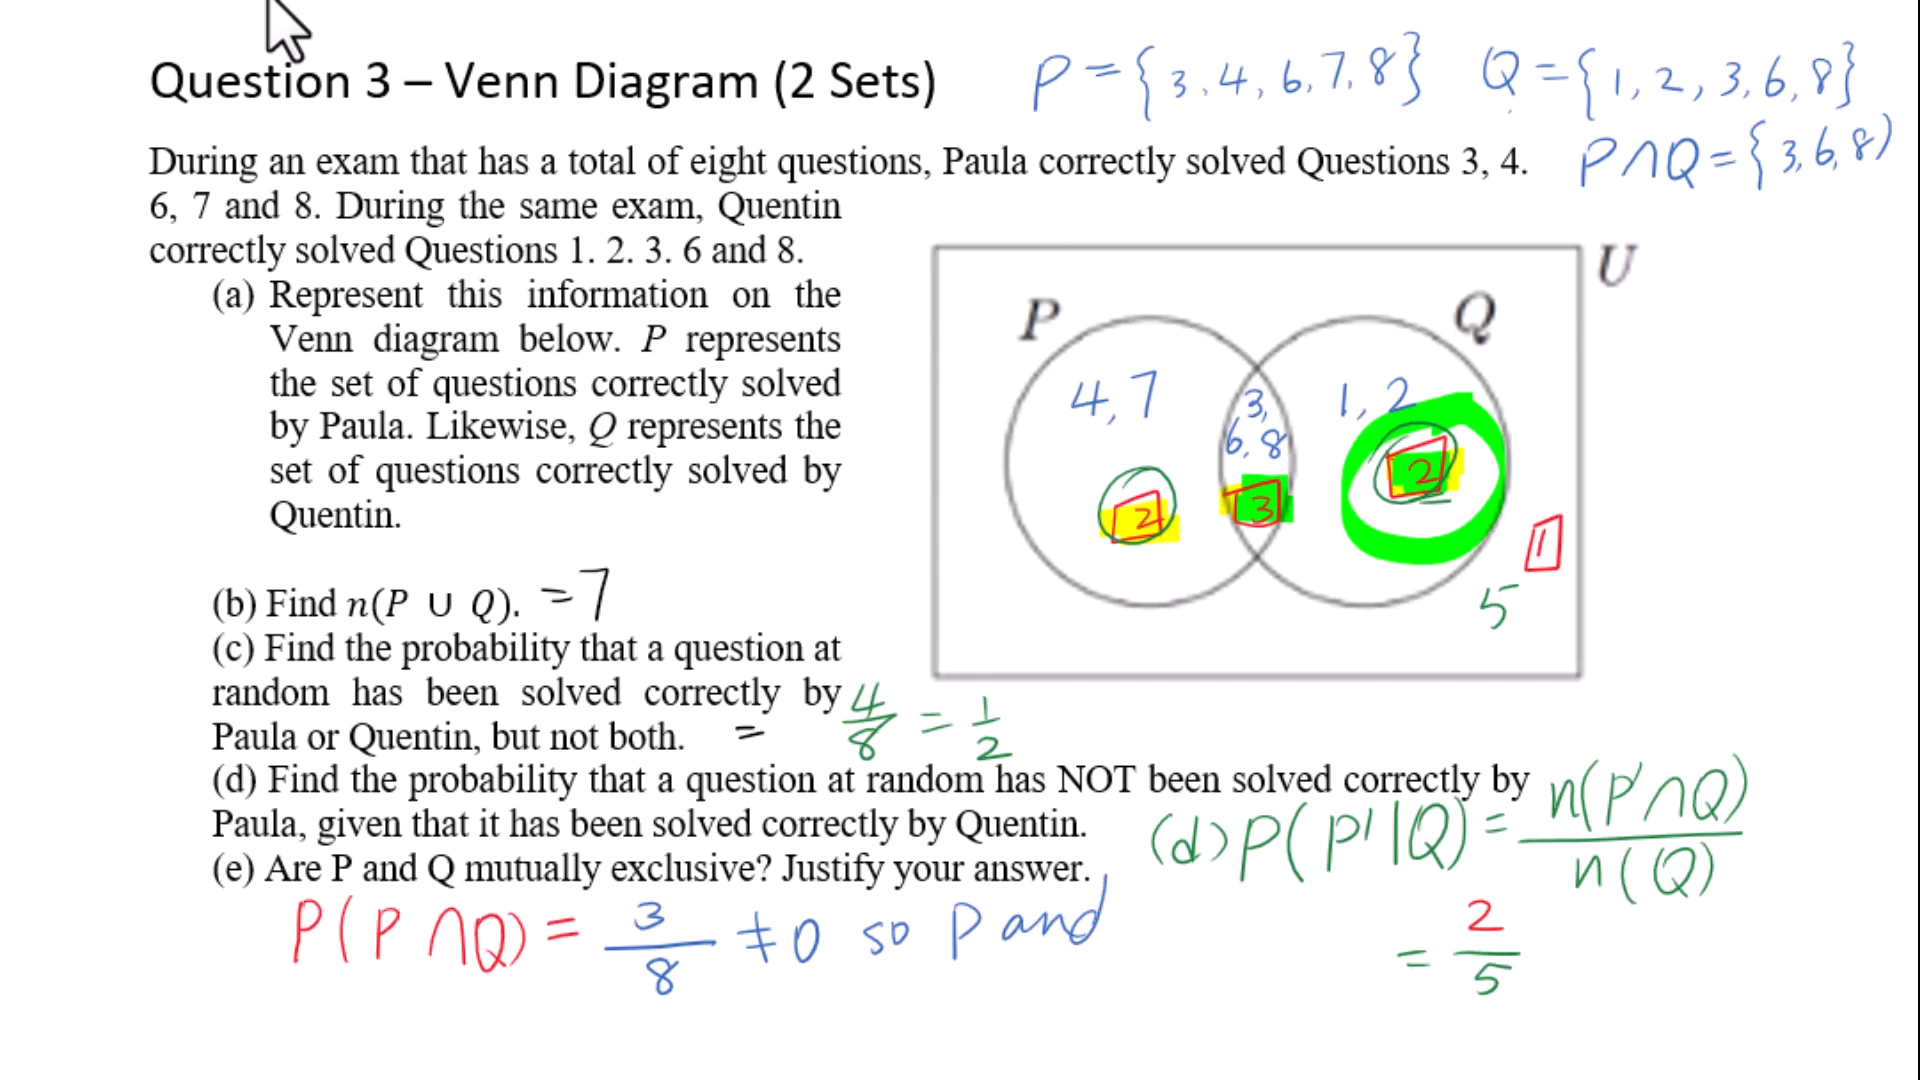 Question 3 – Venn Diagram (2 Sets)
P = { 3, 4, 6, 7, 8 } Q = { 1, 2, 3, 6, 8 }
P ∩ Q = { 3, 6, 8 )
During an exam that has a total of eight questions, Paula correctly solved Questions 3, 4.
6, 7 and 8. During the same exam, Quentin
correctly solved Questions 1. 2. 3. 6 and 8.
(a) Represent this information on the
Venn diagram below. P represents
the set of questions correctly solved
by Paula. Likewise, Q represents the
set of questions correctly solved by
Quentin.
U
P Q
4, 7 3, 1, 2
6, 8
2 3 2
1
5
(b) Find n(P ∪ Q). = 7
(c) Find the probability that a question at
random has been solved correctly by
Paula or Quentin, but not both. = 4/8 = 1/2
(d) Find the probability that a question at random has NOT been solved correctly by
Paula, given that it has been solved correctly by Quentin.
(d) P( P' | Q) = n(P' ∩ Q) / n(Q)
= 2/5
(e) Are P and Q mutually exclusive? Justify your answer.
P( P ∩ Q) = 3/8 ≠ 0 so P and